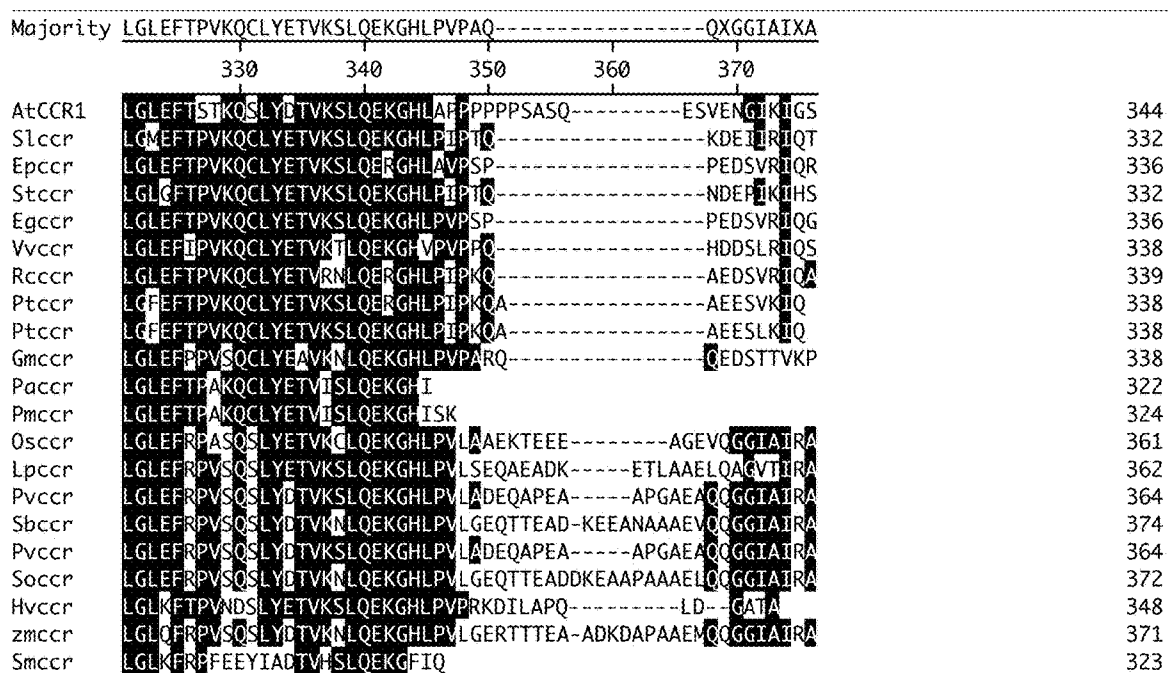 Majority LGLEFTPVKQCLYETVKSLQEKGHLPVPAQ-----------------QXGGIAIXA
330 340 350 360 370
AtCCR1 LGLEFTSTKQSLYDTVKSLQEKGHLAPPPPPPSASQ---------ESVENGIKIGS 344
Slccr LGMEFTPVKQCLYETVKSLQEKGHLPIPTQ-----------------KDEIIRIQT 332
Epccr LGLEFTPVKQCLYETVKSLQERGHLAVPSP-----------------PEDSVRIQR 336
Stccr LGLGFTPVKQCLYETVKSLQEKGHLPIPTQ-----------------NDEPIKIHS 332
Egccr LGLEFTPVKQCLYETVKSLQEKGHLPVPSP-----------------PEDSVRIQG 336
Vvccr LGLEFIPVKQCLYETVKTLQEKGHVPVPPQ-----------------HDDSLRIQS 338
Rcccr LGLEFTPVKQCLYETVRNLQERGHLPIPKQ-----------------AEDSVRIQA 339
Ptccr LGFEFTPVKQCLYETVKSLQERGHLPIPKQA----------------AEESVKIQ 338
Ptccr LGFEFTPVKQCLYETVKSLQEKGHLPIPKQA----------------AEESLKIQ 338
Gmccr LGLEFPPVSQCLYEAVKNLQEKGHLPVPARQ----------------QEDSTTVKP 338
Paccr LGLEFTPAKQCLYETVISLQEKGHI 322
Pmccr LGLEFTPAKQCLYETVISLQEKGHISK 324
Osccr LGLEFRPASQSLYETVKCLQEKGHLPVLAAEKTEEE--------AGEVQGGIAIRA 361
Lpccr LGLEFRPVSQSLYETVKSLQEKGHLPVLSEQAEADK-----ETLAAELQAGVTIRA 362
Pvccr LGLEFRPVSQSLYDTVKSLQEKGHLPVLADEQAPEA-----APGAEAQQGGIAIRA 364
Sbccr LGLEFRPVSQSLYDTVKNLQEKGHLPVLGEQTTEAD-KEEANAAAEVQQGGIAIRA 374
Pvccr LGLEFRPVSQSLYDTVKSLQEKGHLPVLADEQAPEA-----APGAEAQQGGIAIRA 364
Soccr LGLEFRPVSQSLYDTVKNLQEKGHLPVLGEQTTEADDKEAAPAAAELQQGGIAIRA 372
Hvccr LGLKFTPVNDSLYETVKSLQEKGHLPVPRKDILAPQ---------LD--GATA 348
zmccr LGLQFRPVSQSLYDTVKNLQEKGHLPVLGERTTTEA-ADKDAPAAEMQQGGIAIRA 371
Smccr LGLKFRPFEEYIADTVHSLQEKGFIQ 323